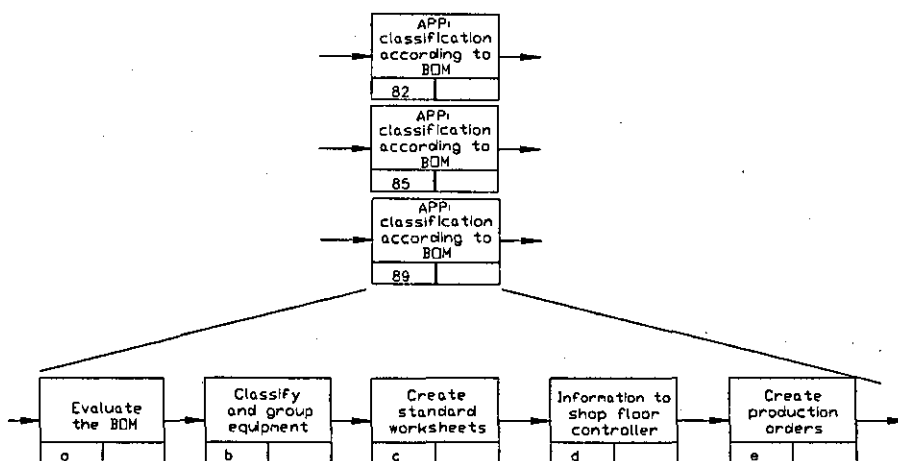 APP:
classification
according to
BOM
82
APP:
classification
according to
BOM
85
APP:
classification
according to
BOM
89
Evaluate
the BOM
a
Classify
and group
equipment
b
Create
standard
worksheets
c
Information to
shop floor
controller
d
Create
production
orders
e